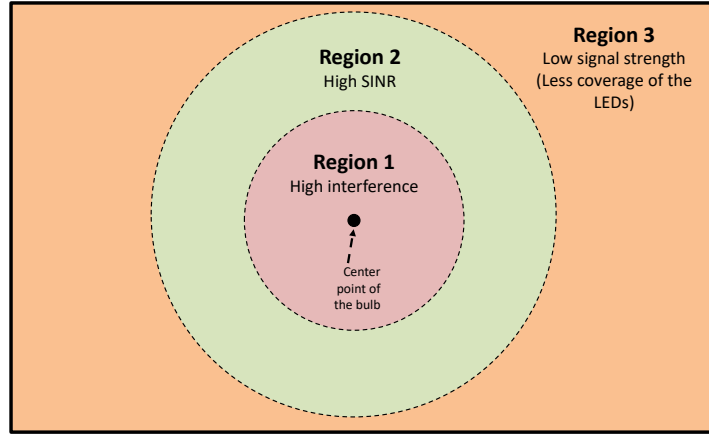 Region 3
Low signal strength
(Less coverage of the
LEDs)
Region 2
High SINR
Region 1
High interference
Center
point of
the bulb